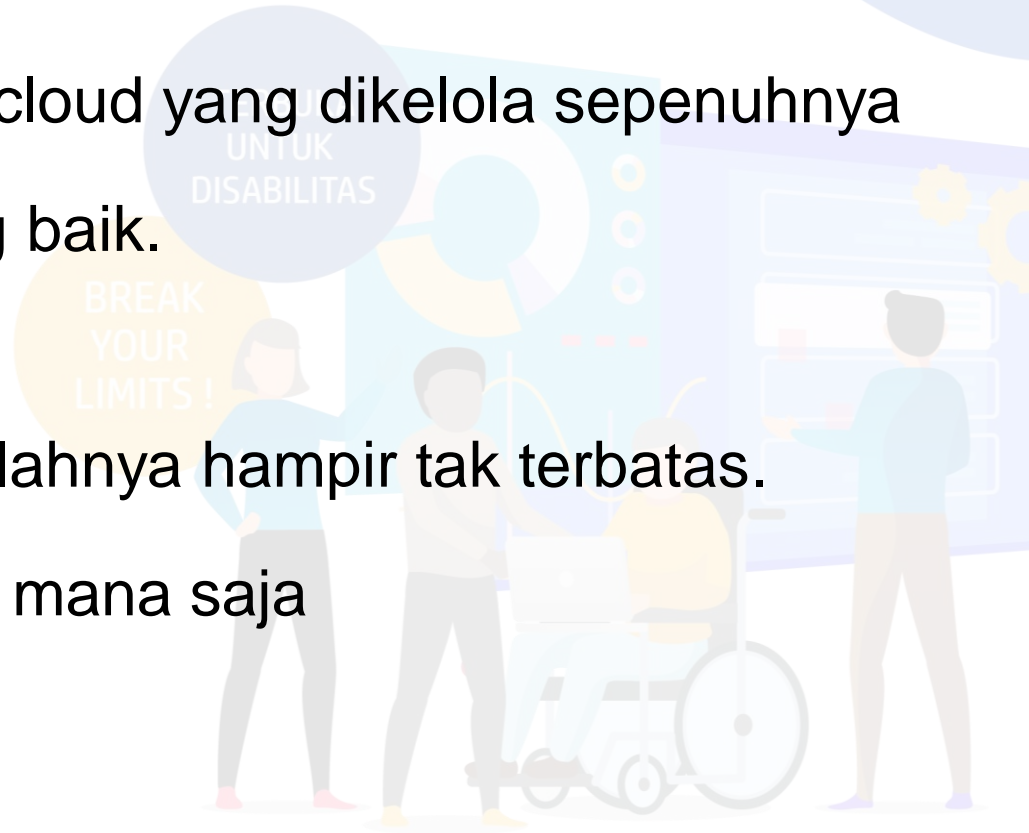 cloud yang dikelola sepenuhnya
UNTUK
DISABILITAS
baik.
BREAK
YOUR
LIMITS !
lahnya hampir tak terbatas.
mana saja